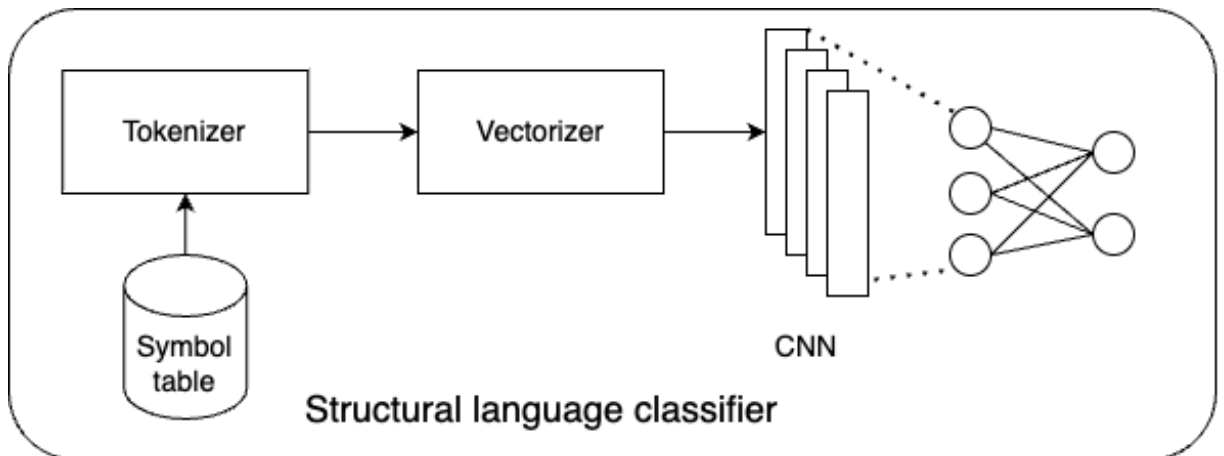 Tokenizer
Vectorizer
Symbol
table
CNN
Structural language classifier